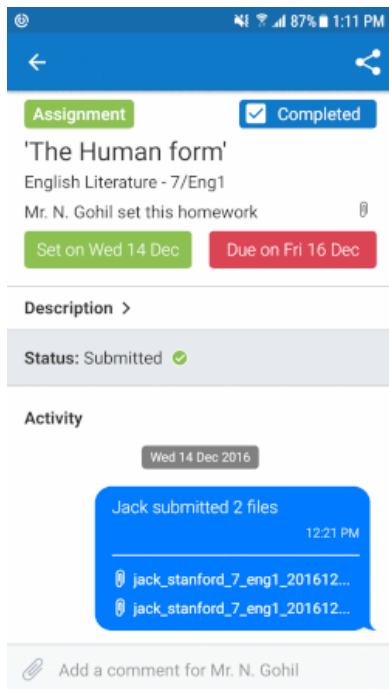 87% 1:11 PM
Assignment
Completed
'The Human form'
English Literature - 7/Eng1
Mr. N. Gohil set this homework
Set on Wed 14 Dec
Due on Fri 16 Dec
Description >
Status: Submitted
Activity
Wed 14 Dec 2016
Jack submitted 2 files
12:21 PM
jack_stanford_7_eng1_201612...
jack_stanford_7_eng1_201612...
Add a comment for Mr. N. Gohil